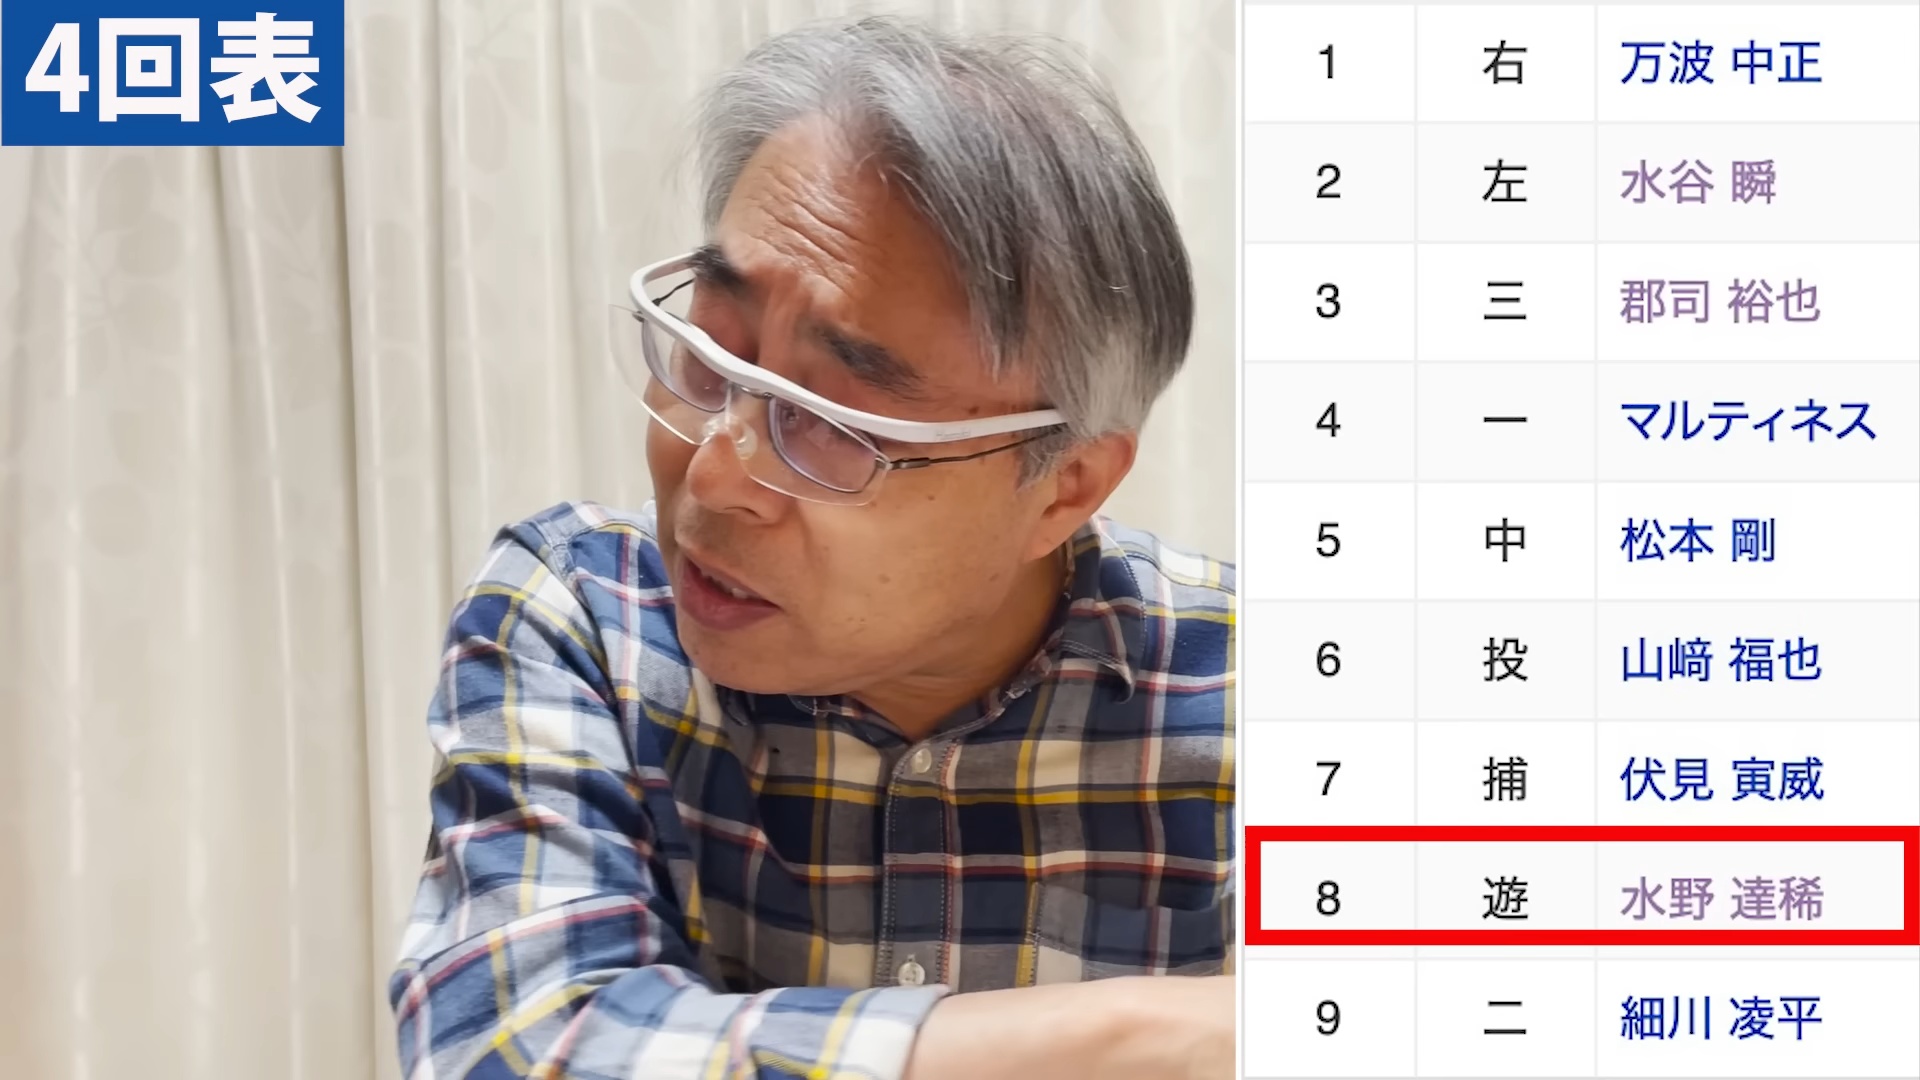 4回表
1 右 万波 中正
2 左 水谷 瞬
3 三 郡司 裕也
4 一 マルティネス
5 中 松本 剛
6 投 山﨑 福也
7 捕 伏見 寅威
8 遊 水野 達稀
9 二 細川 凌平